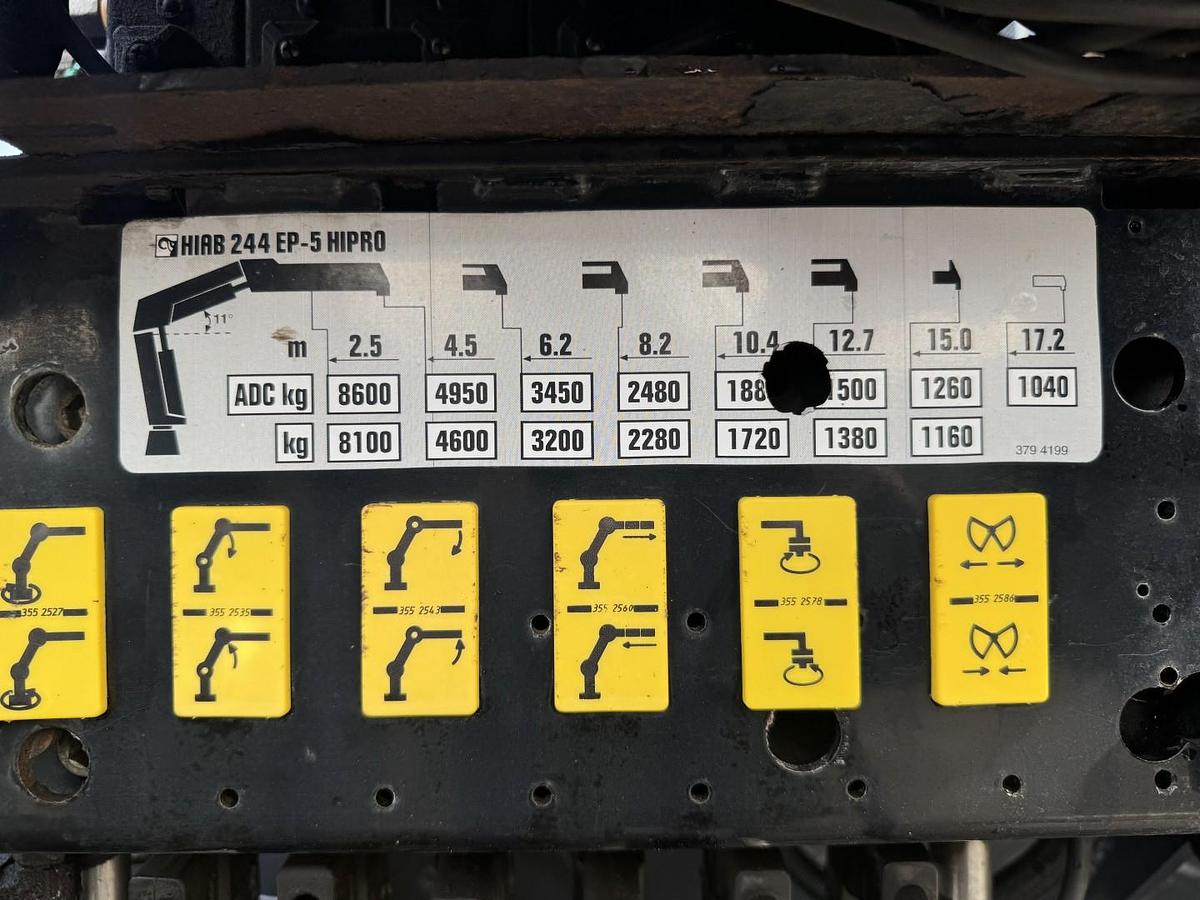 HIAB 244 EP-5 HIPRO
11°
m 2.5 4.5 6.2 8.2 10.4 12.7 15.0 17.2
ADC kg 8600 4950 3450 2480 188 500 1260 1040
kg 8100 4600 3200 2280 1720 1380 1160
379 4199
355 2527 355 2535 355 2543 355 2560 355 2578 355 2586